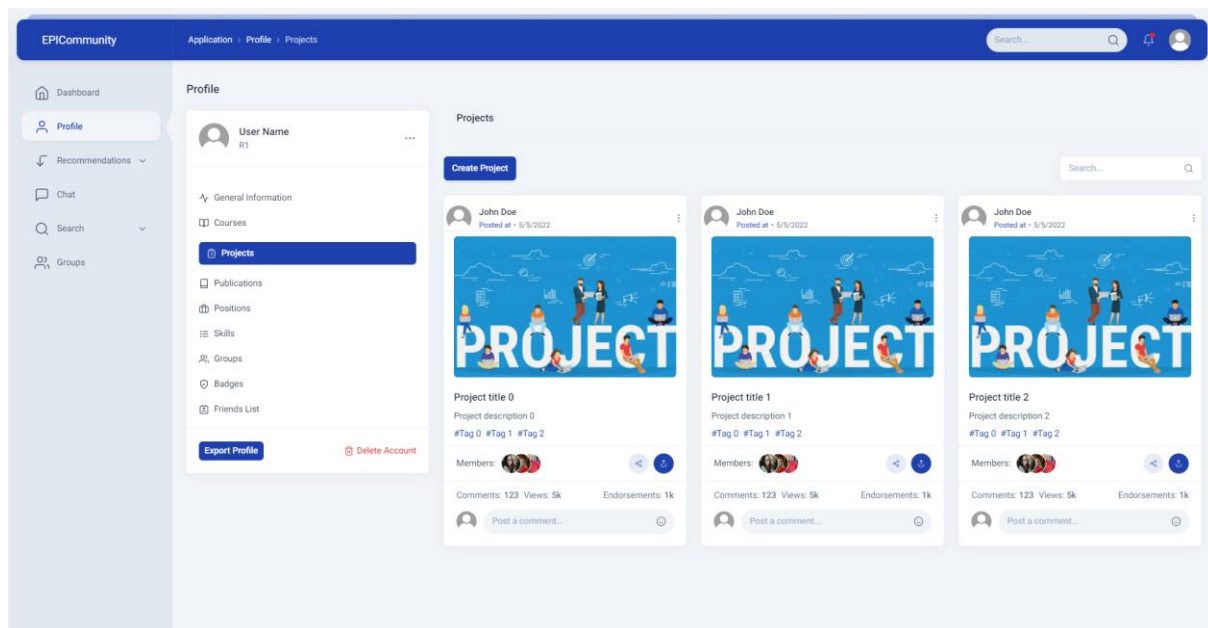 EPICommunity
Application > Profile > Projects
Search...
Dashboard
Profile
Recommendations
Chat
Search
Groups
Profile
User Name
R1
...
General Information
Courses
Projects
Publications
Positions
Skills
Groups
Badges
Friends List
Export Profile
Delete Account
Projects
Create Project
Search...
John Doe
Posted at • 5/5/2022
PROJECT
Project title 0
Project description 0
#Tag 0 #Tag 1 #Tag 2
Members:
Comments: 123 Views: 5k Endorsements: 1k
Post a comment...
John Doe
Posted at • 5/5/2022
PROJECT
Project title 1
Project description 1
#Tag 0 #Tag 1 #Tag 2
Members:
Comments: 123 Views: 5k Endorsements: 1k
Post a comment...
John Doe
Posted at • 5/5/2022
PROJECT
Project title 2
Project description 2
#Tag 0 #Tag 1 #Tag 2
Members:
Comments: 123 Views: 5k Endorsements: 1k
Post a comment...